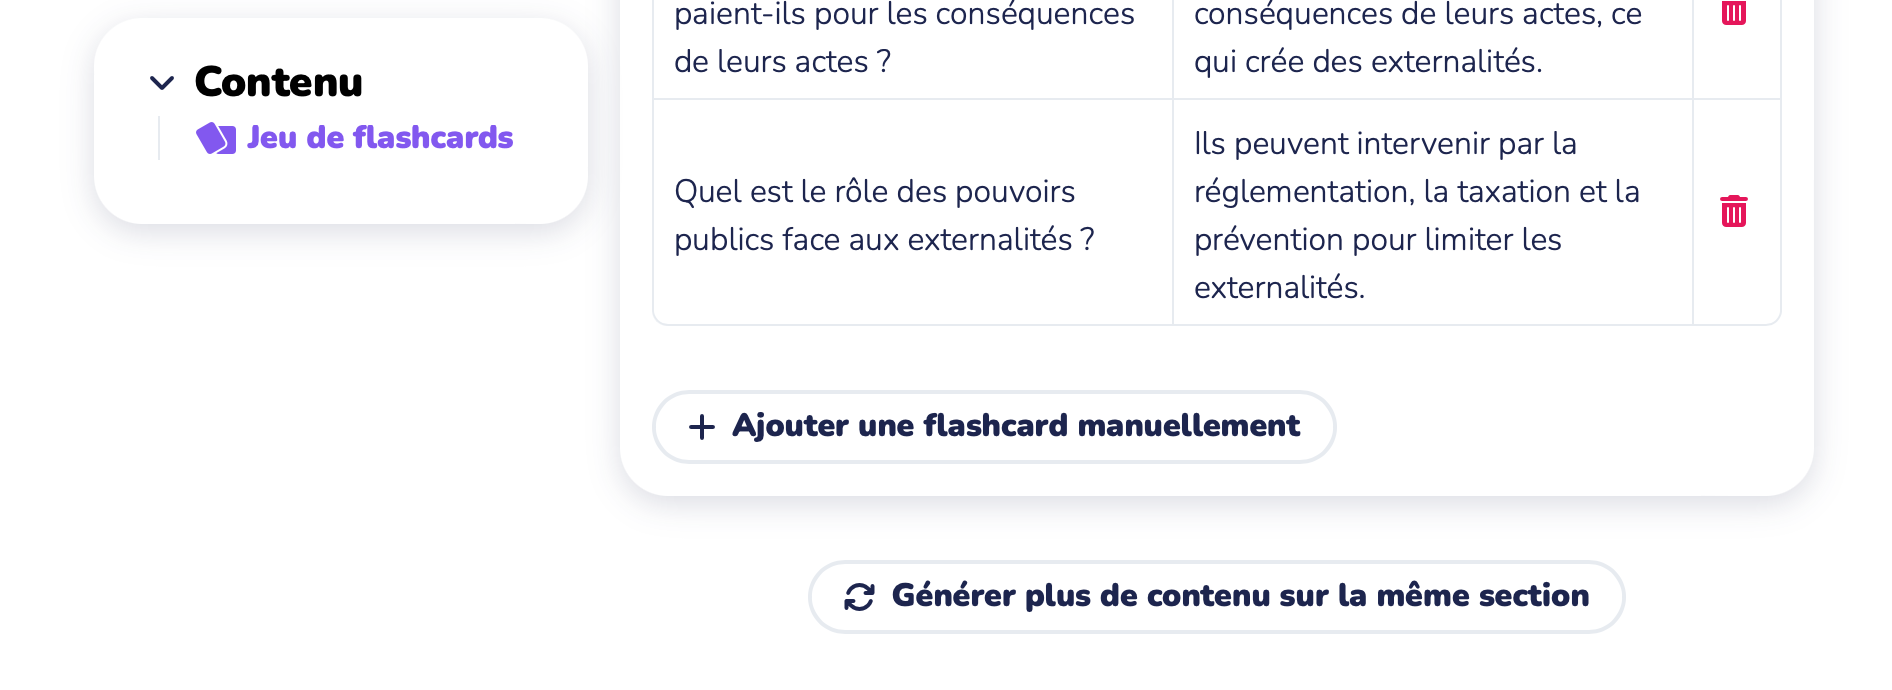 Contenu
Jeu de flashcards
paient-ils pour les conséquences
de leurs actes ?
conséquences de leurs actes, ce
qui crée des externalités.
Quel est le rôle des pouvoirs
publics face aux externalités ?
Ils peuvent intervenir par la
réglementation, la taxation et la
prévention pour limiter les
externalités.
Ajouter une flashcard manuellement
Générer plus de contenu sur la même section